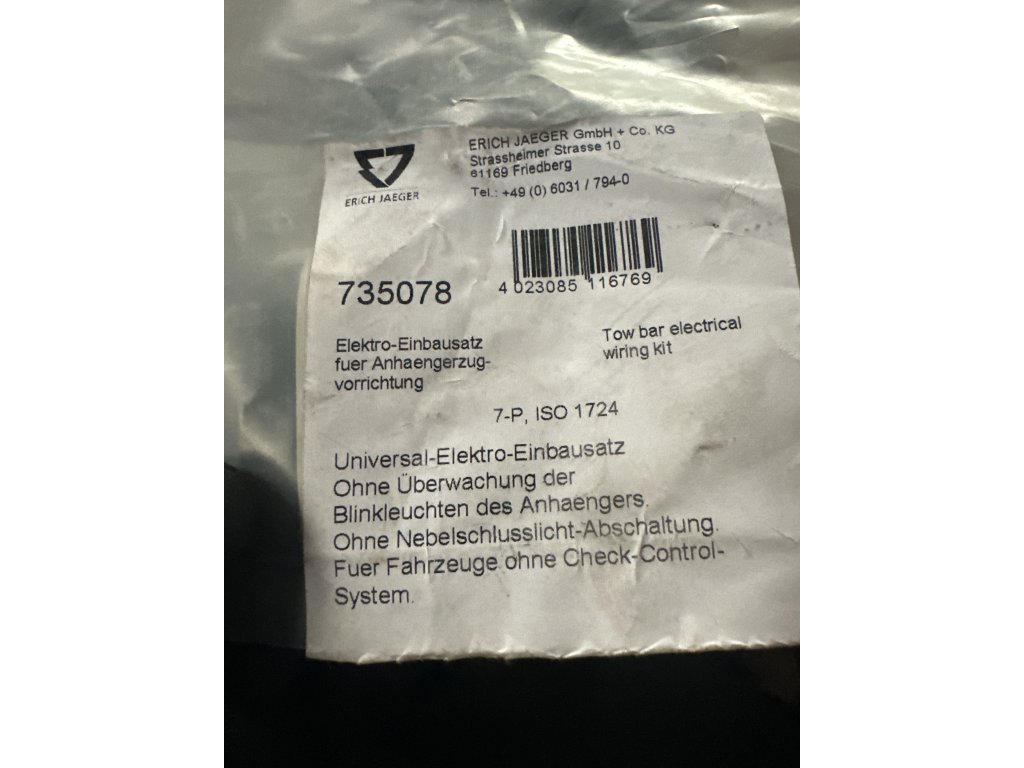 ERICH JAEGER GmbH + Co. KG
Strassheimer Strasse 10
61169 Friedberg
Tel.: +49 (0) 6031 / 794-0
ERICH JAEGER
735078
4 023085 116769
Elektro-Einbausatz
fuer Anhaengerzug-
vorrichtung
Tow bar electrical
wiring kit
7-P, ISO 1724
Universal-Elektro-Einbausatz
Ohne Überwachung der
Blinkleuchten des Anhaengers.
Ohne Nebelschlusslicht-Abschaltung.
Fuer Fahrzeuge ohne Check-Control-
System.